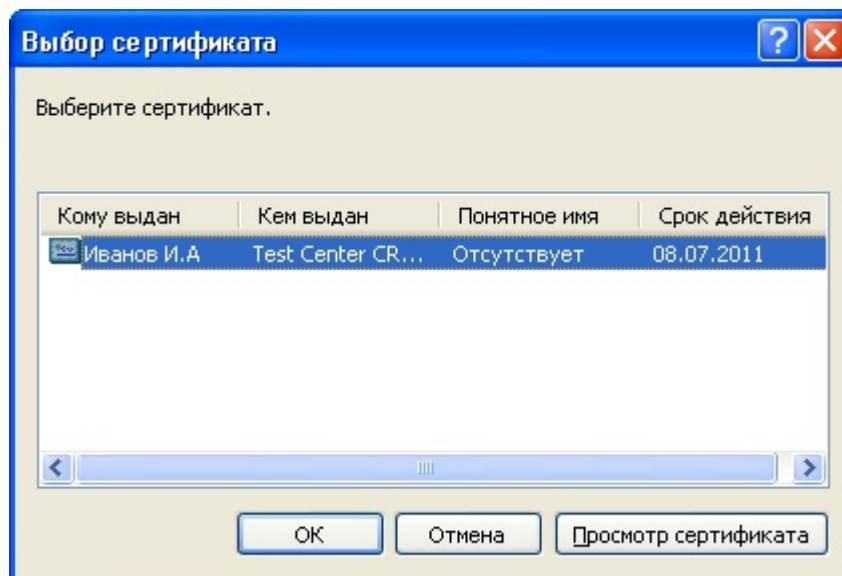 Выбор сертификата
Выберите сертификат.
Кому выдан Кем выдан Понятное имя Срок действия
Иванов И.А Test Center CR... Отсутствует 08.07.2011
ОК Отмена Просмотр сертификата